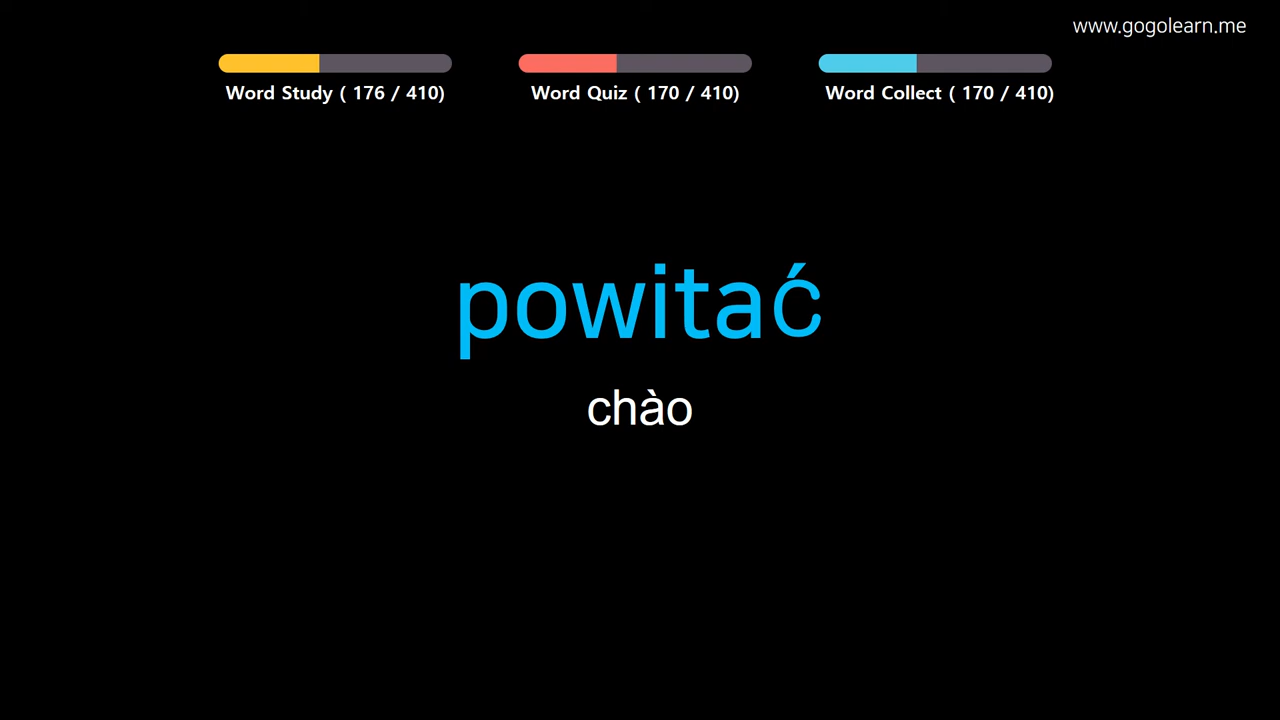 www.gogolearn.me
Word Study ( 176 / 410)
Word Quiz ( 170 / 410)
Word Collect ( 170 / 410)
powitać
chào